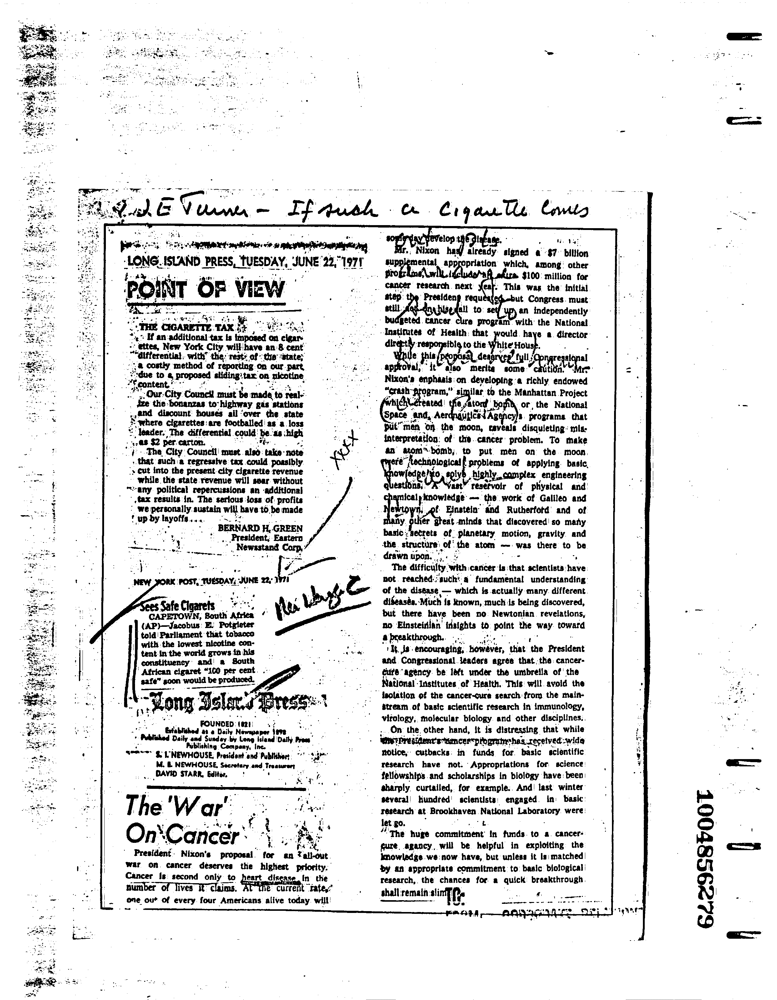 J E Turner - If such a Cigarette Comes
LONG ISLAND PRESS, TUESDAY, JUNE 22, 1971
POINT OF VIEW
THE CIGARETTE TAX
If an additional tax is imposed on cigar-
ettes, New York City will have an 8 cent
differential with the rest of the state;
a costly method of reporting on our part
due to a proposed sliding tax on nicotine
content.
Our City Council must be made to real-
ize the bonanzas to highway gas stations
and discount houses all over the state
where cigarettes are footballed as a loss
leader. The differential could be as high
as $2 per carton.
The City Council must also take note
that such a regressive tax could possibly
cut into the present city cigarette revenue
while the state revenue will soar without
any political repercussions an additional
tax results in. The serious loss of profits
we personally sustain will have to be made
up by layoffs...
BERNARD H. GREEN
President, Eastern
Newsstand Corp.
XXXX
NEW YORK POST, TUESDAY, JUNE 22, 1971
Sees Safe Cigarets
CAPETOWN, South Africa
(AP)—Jacobus E. Potgieter
told Parliament that tobacco
with the lowest nicotine con-
tent in the world grows in his
constituency and a South
African cigaret "100 per cent
safe" soon would be produced.
Long Island Press
FOUNDED 1821
Established as a Daily Newspaper 1898
Published Daily and Sunday by Long Island Daily Press
Publishing Company, Inc.
S. I. NEWHOUSE, President and Publisher;
M. B. NEWHOUSE, Secretary and Treasurer;
DAVID STARR, Editor.
The 'War'
On Cancer
President Nixon's proposal for an all-out
war on cancer deserves the highest priority.
Cancer is second only to heart disease in the
number of lives it claims. At the current rate,
one out of every four Americans alive today will
someday develop the disease.
Mr. Nixon has already signed a $7 billion
supplemental appropriation which, among other
programs, will include an extra $100 million for
cancer research next year. This was the initial
step the President requested but Congress must
still act on his call to set up an independently
budgeted cancer cure program with the National
Institutes of Health that would have a director
directly responsible to the White House.
While this proposal deserves full Congressional
approval, it also merits some caution. Mr.
Nixon's enphasis on developing a richly endowed
"crash program," similar to the Manhattan Project
which created the atom bomb, or the National
Space and Aeronautics Agency's programs that
put men on the moon, reveals disquieting mis-
interpretation of the cancer problem. To make
an atom bomb, to put men on the moon
were technological problems of applying basic
knowledge to solve highly complex engineering
questions. A vast reservoir of physical and
chemical knowledge — the work of Galileo and
Newton, of Einstein and Rutherford and of
many other great minds that discovered so many
basic secrets of planetary motion, gravity and
the structure of the atom — was there to be
drawn upon.
The difficulty with cancer is that scientists have
not reached such a fundamental understanding
of the disease — which is actually many different
diseases. Much is known, much is being discovered,
but there have been no Newtonian revelations,
no Einsteinian insights to point the way toward
a breakthrough.
It is encouraging, however, that the President
and Congressional leaders agree that the cancer-
cure agency be left under the umbrella of the
National Institutes of Health. This will avoid the
isolation of the cancer-cure search from the main-
stream of basic scientific research in immunology,
virology, molecular biology and other disciplines.
On the other hand, it is distressing that while
the President's cancer program has received wide
notice, cutbacks in funds for basic scientific
research have not. Appropriations for science
fellowships and scholarships in biology have been
sharply curtailed, for example. And last winter
several hundred scientists engaged in basic
research at Brookhaven National Laboratory were
let go.
The huge commitment in funds to a cancer-
cure agency will be helpful in exploiting the
knowledge we now have, but unless it is matched
by an appropriate commitment to basic biological
research, the chances for a quick breakthrough
shall remain slim.
1004856279